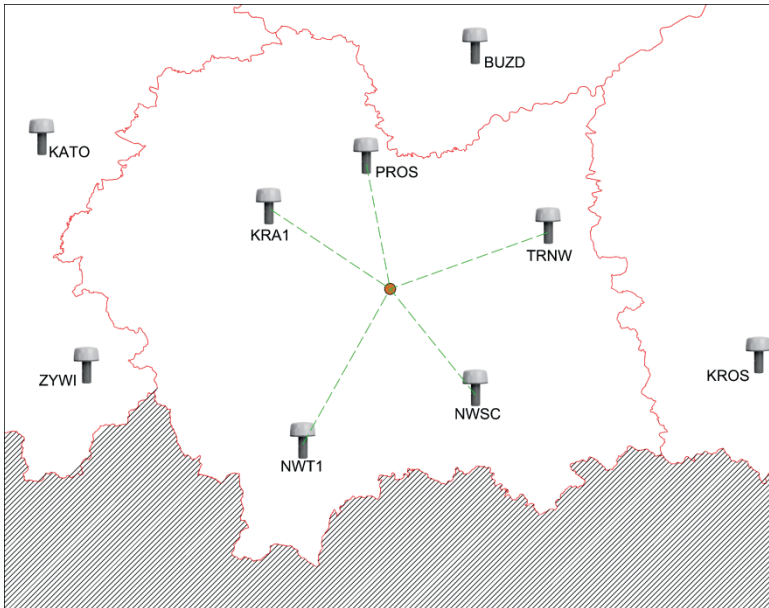 BUZD
KATO
PROS
KRA1
TRNW
ZYWI
KROS
NWSC
NWT1